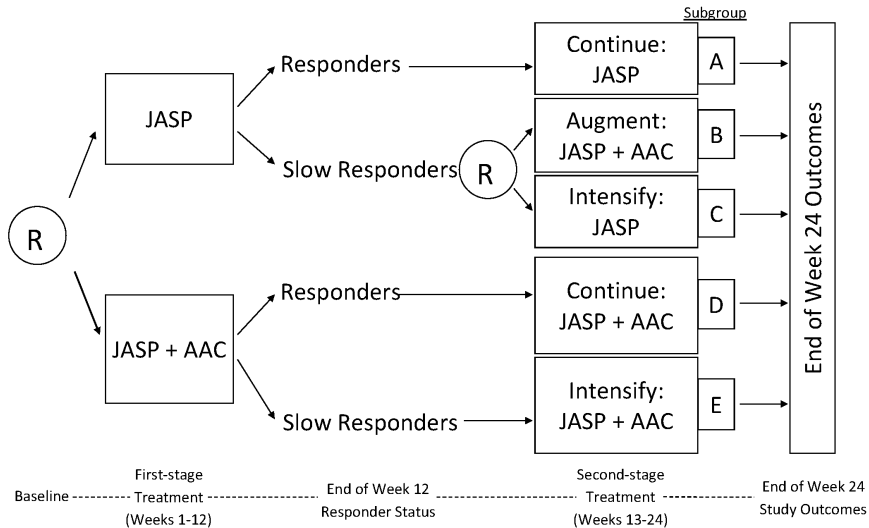 Subgroup
Responders
Continue:
JASP
A
JASP
Augment:
JASP + AAC
B
Slow Responders
R
Intensify:
JASP
C
R
Responders
Continue:
JASP + AAC
D
JASP + AAC
Slow Responders
Intensify:
JASP + AAC
E
End of Week 24 Outcomes
Baseline
First-stage
Treatment
(Weeks 1-12)
End of Week 12
Responder Status
Second-stage
Treatment
(Weeks 13-24)
End of Week 24
Study Outcomes